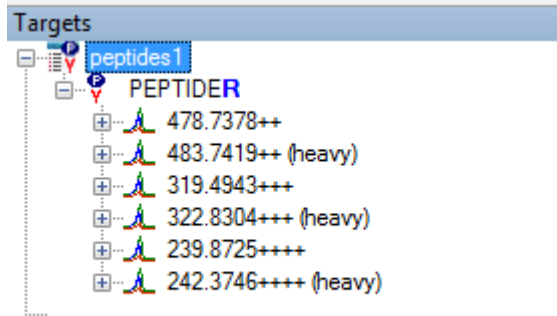 Targets
peptides1
PEPTIDER
478.7378++
483.7419++ (heavy)
319.4943+++
322.8304+++ (heavy)
239.8725++++
242.3746++++ (heavy)